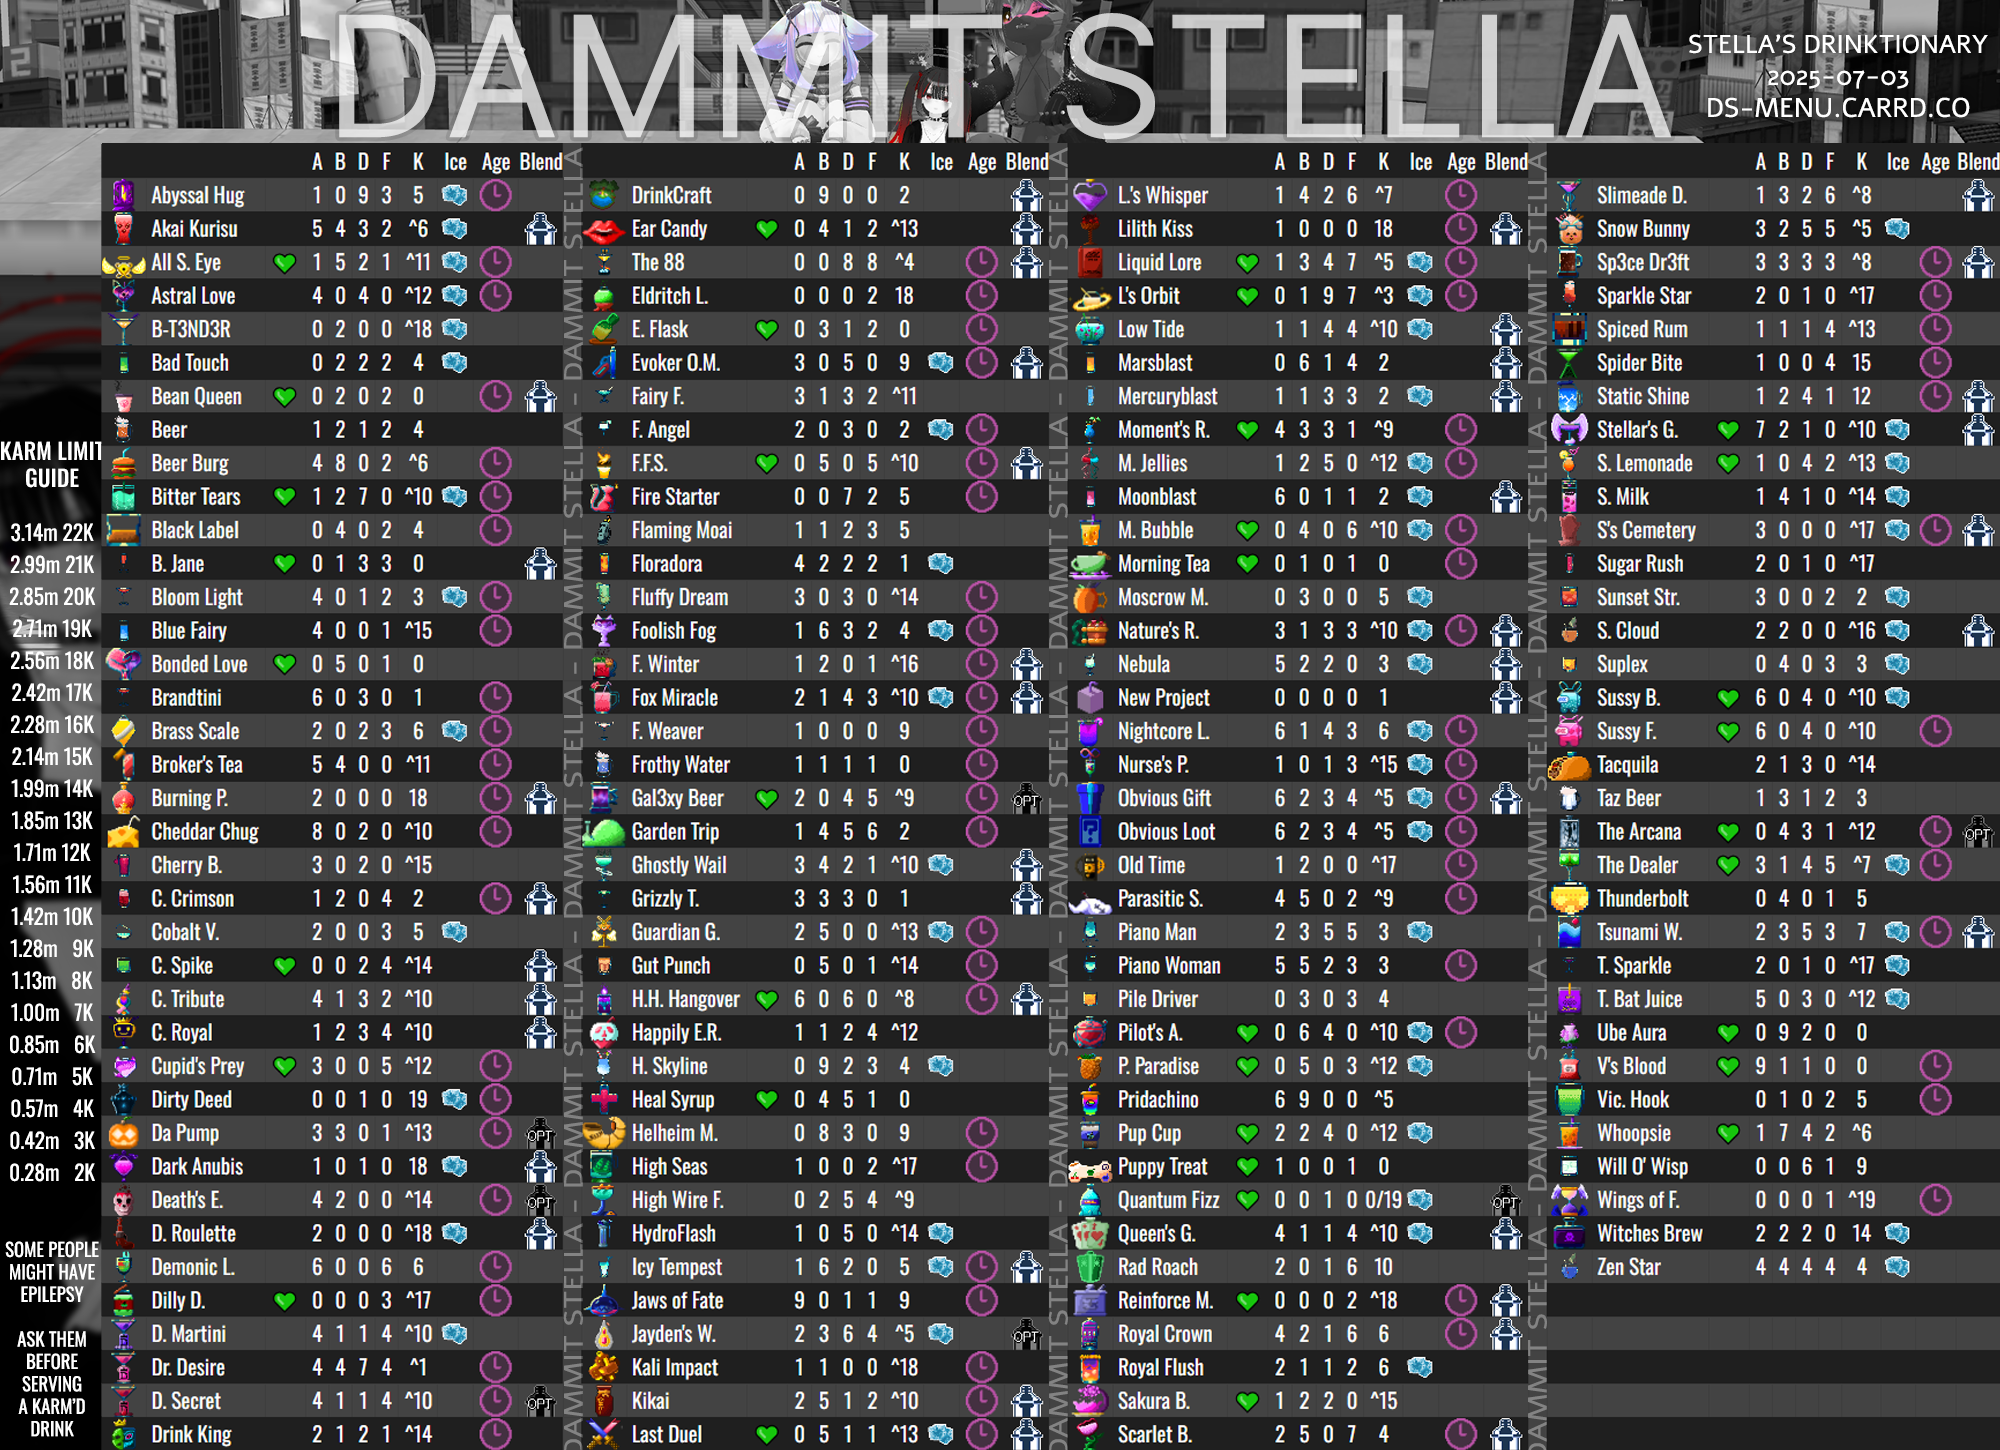 DAMMIT STELLA
STELLA'S DRINKTIONARY
2025-07-03
DS-MENU.CARRD.CO
KARM LIMIT
GUIDE
3.14m 22K
2.99m 21K
2.85m 20K
2.71m 19K
2.56m 18K
2.42m 17K
2.28m 16K
2.14m 15K
1.99m 14K
1.85m 13K
1.71m 12K
1.56m 11K
1.42m 10K
1.28m 9K
1.13m 8K
1.00m 7K
0.85m 6K
0.71m 5K
0.57m 4K
0.42m 3K
0.28m 2K
SOME PEOPLE
MIGHT HAVE
EPILEPSY
ASK THEM
BEFORE
SERVING
A KARM'D
DRINK
A B D F K Ice Age Blend
Abyssal Hug 1 0 9 3 5
Akai Kurisu 5 4 3 2 ^6
All S. Eye 1 5 2 1 ^11
Astral Love 4 0 4 0 ^12
B-T3ND3R 0 2 0 0 ^18
Bad Touch 0 2 2 2 4
Bean Queen 0 2 0 2 0
Beer 1 2 1 2 4
Beer Burg 4 8 0 2 ^6
Bitter Tears 1 2 7 0 ^10
Black Label 0 4 0 2 4
B. Jane 0 1 3 3 0
Bloom Light 4 0 1 2 3
Blue Fairy 4 0 0 1 ^15
Bonded Love 0 5 0 1 0
Brandtini 6 0 3 0 1
Brass Scale 2 0 2 3 6
Broker's Tea 5 4 0 0 ^11
Burning P. 2 0 0 0 18
Cheddar Chug 8 0 2 0 ^10
Cherry B. 3 0 2 0 ^15
C. Crimson 1 2 0 4 2
Cobalt V. 2 0 0 3 5
C. Spike 0 0 2 4 ^14
C. Tribute 4 1 3 2 ^10
C. Royal 1 2 3 4 ^10
Cupid's Prey 3 0 0 5 ^12
Dirty Deed 0 0 1 0 19
Da Pump 3 3 0 1 ^13 OPT
Dark Anubis 1 0 1 0 18
Death's E. 4 2 0 0 ^14 OPT
D. Roulette 2 0 0 0 ^18
Demonic L. 6 0 0 6 6
Dilly D. 0 0 0 3 ^17
D. Martini 4 1 1 4 ^10
Dr. Desire 4 4 7 4 ^1
D. Secret 4 1 1 4 ^10 OPT
Drink King 2 1 2 1 ^14
DAMMIT STELLA - DAMMIT STELLA - DAMMIT STELLA - DAMMIT STELLA
A B D F K Ice Age Blend
DrinkCraft 0 9 0 0 2
Ear Candy 0 4 1 2 ^13
The 88 0 0 8 8 ^4
Eldritch L. 0 0 0 2 18
E. Flask 0 3 1 2 0
Evoker O.M. 3 0 5 0 9
Fairy F. 3 1 3 2 ^11
F. Angel 2 0 3 0 2
F.F.S. 0 5 0 5 ^10
Fire Starter 0 0 7 2 5
Flaming Moai 1 1 2 3 5
Floradora 4 2 2 2 1
Fluffy Dream 3 0 3 0 ^14
Foolish Fog 1 6 3 2 4
F. Winter 1 2 0 1 ^16
Fox Miracle 2 1 4 3 ^10
F. Weaver 1 0 0 0 9
Frothy Water 1 1 1 1 0
Gal3xy Beer 2 0 4 5 ^9 OPT
Garden Trip 1 4 5 6 2
Ghostly Wail 3 4 2 1 ^10
Grizzly T. 3 3 3 0 1
Guardian G. 2 5 0 0 ^13
Gut Punch 0 5 0 1 ^14
H.H. Hangover 6 0 6 0 ^8
Happily E.R. 1 1 2 4 ^12
H. Skyline 0 9 2 3 4
Heal Syrup 0 4 5 1 0
Helheim M. 0 8 3 0 9
High Seas 1 0 0 2 ^17
High Wire F. 0 2 5 4 ^9
HydroFlash 1 0 5 0 ^14
Icy Tempest 1 6 2 0 5
Jaws of Fate 9 0 1 1 9
Jayden's W. 2 3 6 4 ^5 OPT
Kali Impact 1 1 0 0 ^18
Kikai 2 5 1 2 ^10
Last Duel 0 5 1 1 ^13
DAMMIT STELLA - DAMMIT STELLA - DAMMIT STELLA - DAMMIT STELLA
A B D F K Ice Age Blend
L.'s Whisper 1 4 2 6 ^7
Lilith Kiss 1 0 0 0 18
Liquid Lore 1 3 4 7 ^5
L's Orbit 0 1 9 7 ^3
Low Tide 1 1 4 4 ^10
Marsblast 0 6 1 4 2
Mercuryblast 1 1 3 3 2
Moment's R. 4 3 3 1 ^9
M. Jellies 1 2 5 0 ^12
Moonblast 6 0 1 1 2
M. Bubble 0 4 0 6 ^10
Morning Tea 0 1 0 1 0
Moscrow M. 0 3 0 0 5
Nature's R. 3 1 3 3 ^10
Nebula 5 2 2 0 3
New Project 0 0 0 0 1
Nightcore L. 6 1 4 3 6
Nurse's P. 1 0 1 3 ^15
Obvious Gift 6 2 3 4 ^5
Obvious Loot 6 2 3 4 ^5
Old Time 1 2 0 0 ^17
Parasitic S. 4 5 0 2 ^9
Piano Man 2 3 5 5 3
Piano Woman 5 5 2 3 3
Pile Driver 0 3 0 3 4
Pilot's A. 0 6 4 0 ^10
P. Paradise 0 5 0 3 ^12
Pridachino 6 9 0 0 ^5
Pup Cup 2 2 4 0 ^12
Puppy Treat 1 0 0 1 0
Quantum Fizz 0 0 1 0 0/19 OPT
Queen's G. 4 1 1 4 ^10
Rad Roach 2 0 1 6 10
Reinforce M. 0 0 0 2 ^18
Royal Crown 4 2 1 6 6
Royal Flush 2 1 1 2 6
Sakura B. 1 2 2 0 ^15
Scarlet B. 2 5 0 7 4
DAMMIT STELLA - DAMMIT STELLA - DAMMIT STELLA - DAMMIT STELLA
A B D F K Ice Age Blend
Slimeade D. 1 3 2 6 ^8
Snow Bunny 3 2 5 5 ^5
Sp3ce Dr3ft 3 3 3 3 ^8
Sparkle Star 2 0 1 0 ^17
Spiced Rum 1 1 1 4 ^13
Spider Bite 1 0 0 4 15
Static Shine 1 2 4 1 12
Stellar's G. 7 2 1 0 ^10
S. Lemonade 1 0 4 2 ^13
S. Milk 1 4 1 0 ^14
S's Cemetery 3 0 0 0 ^17
Sugar Rush 2 0 1 0 ^17
Sunset Str. 3 0 0 2 2
S. Cloud 2 2 0 0 ^16
Suplex 0 4 0 3 3
Sussy B. 6 0 4 0 ^10
Sussy F. 6 0 4 0 ^10
Tacquila 2 1 3 0 ^14
Taz Beer 1 3 1 2 3
The Arcana 0 4 3 1 ^12 OPT
The Dealer 3 1 4 5 ^7
Thunderbolt 0 4 0 1 5
Tsunami W. 2 3 5 3 7
T. Sparkle 2 0 1 0 ^17
T. Bat Juice 5 0 3 0 ^12
Ube Aura 0 9 2 0 0
V's Blood 9 1 1 0 0
Vic. Hook 0 1 0 2 5
Whoopsie 1 7 4 2 ^6
Will O' Wisp 0 0 6 1 9
Wings of F. 0 0 0 1 ^19
Witches Brew 2 2 2 0 14
Zen Star 4 4 4 4 4